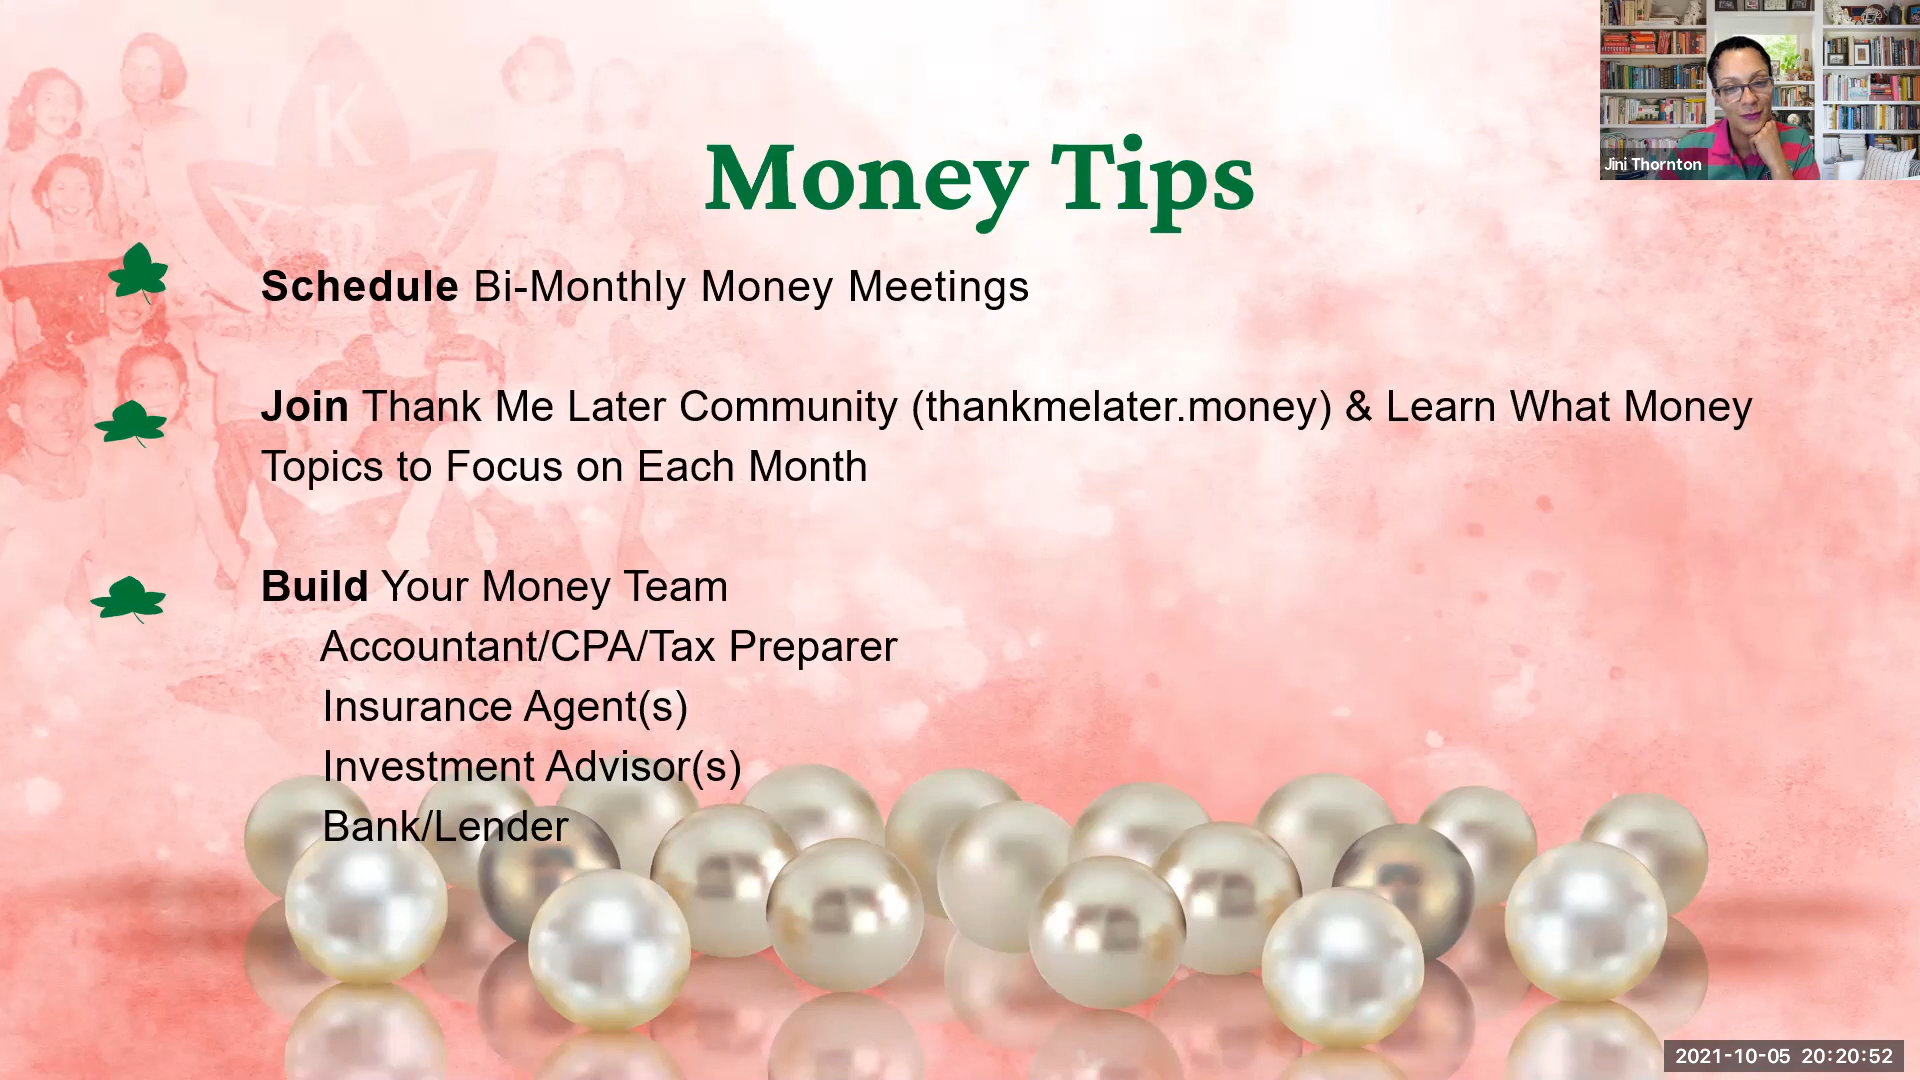 Money Tips
Jini Thornton
Schedule Bi-Monthly Money Meetings
Join Thank Me Later Community (thankmelater.money) & Learn What Money
Topics to Focus on Each Month
Build Your Money Team
Accountant/CPA/Tax Preparer
Insurance Agent(s)
Investment Advisor(s)
Bank/Lender
2021-10-05 20:20:52
K